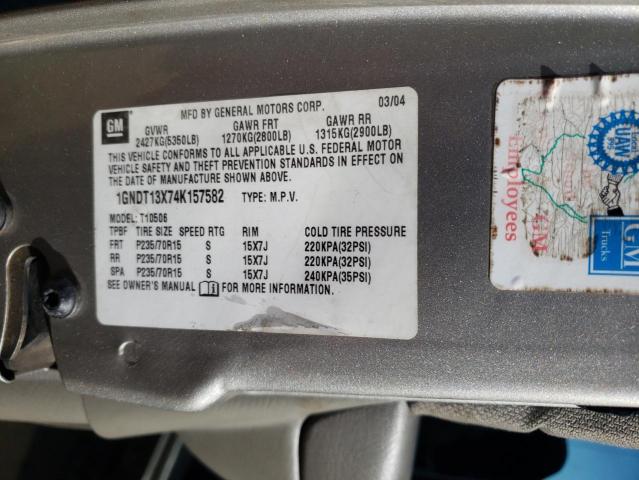 GM
MFD BY GENERAL MOTORS CORP. 03/04
GVWR GAWR FRT GAWR RR
2427KG(5350LB) 1270KG(2800LB) 1315KG(2900LB)
THIS VEHICLE CONFORMS TO ALL APPLICABLE U.S. FEDERAL MOTOR
VEHICLE SAFETY AND THEFT PREVENTION STANDARDS IN EFFECT ON
THE DATE OF MANUFACTURE SHOWN ABOVE.
1GNDT13X74K157582 TYPE: M.P.V.
MODEL: T10506
TPBF TIRE SIZE SPEED RTG RIM COLD TIRE PRESSURE
FRT P235/70R15 S 15X7J 220KPA(32PSI)
RR P235/70R15 S 15X7J 220KPA(32PSI)
SPA P235/70R15 S 15X7J 240KPA(35PSI)
SEE OWNER'S MANUAL FOR MORE INFORMATION.
GM
Employees
UAW
GM
Trucks